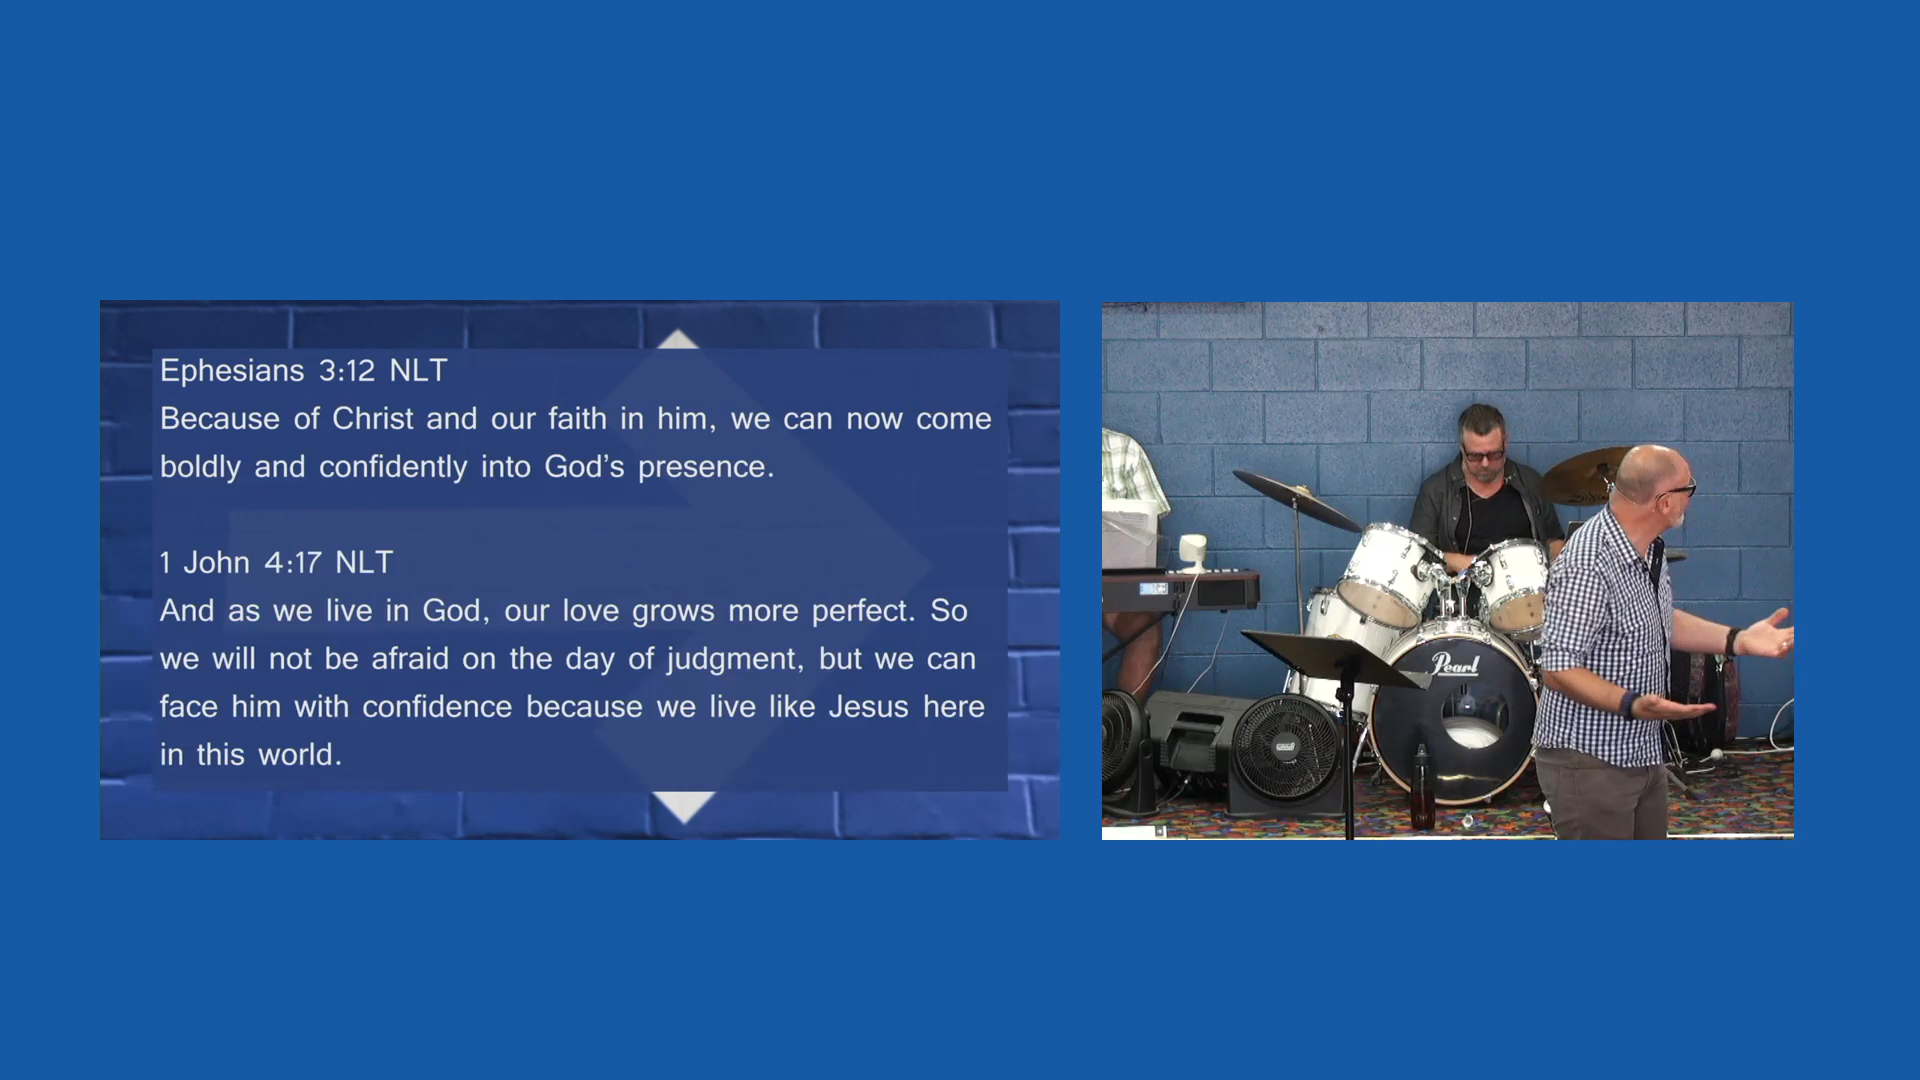 Ephesians 3:12 NLT
Because of Christ and our faith in him, we can now come
boldly and confidently into God’s presence.
1 John 4:17 NLT
And as we live in God, our love grows more perfect. So
we will not be afraid on the day of judgment, but we can
face him with confidence because we live like Jesus here
in this world.
Pearl